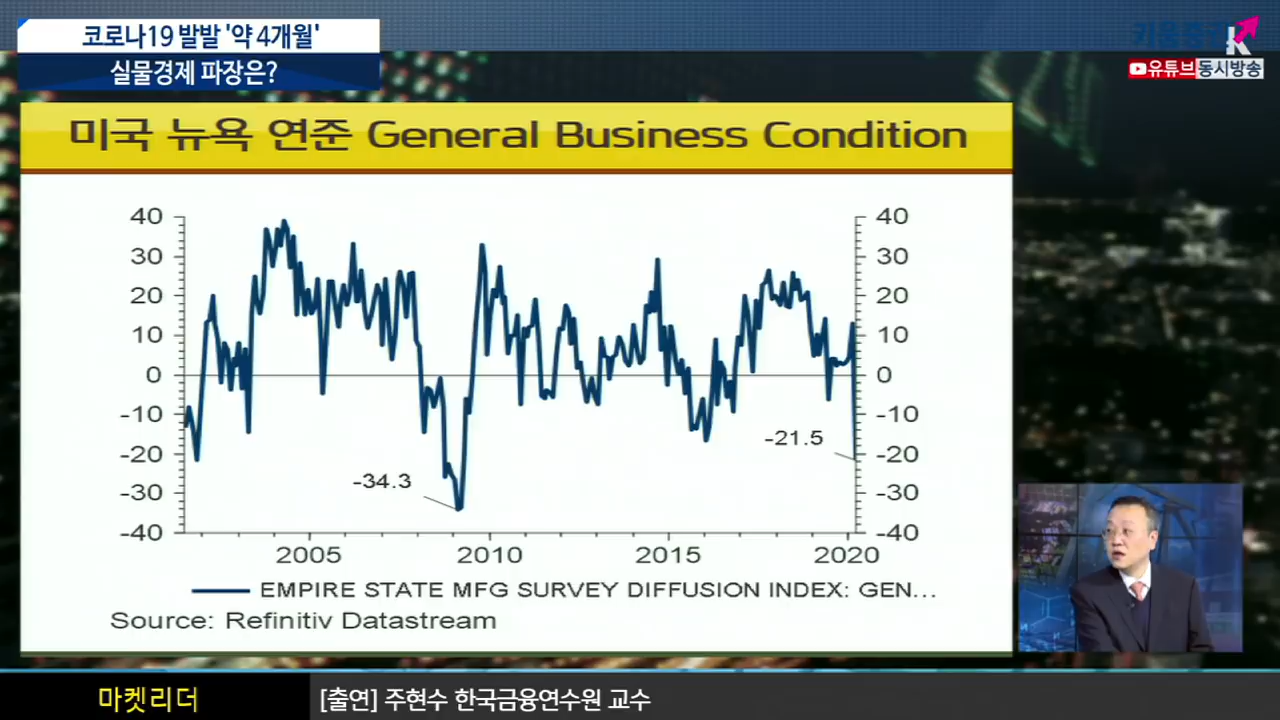 코로나19 발발 '약 4개월'
실물경제 파장은?
키움증권
K
유튜브 동시방송
미국 뉴욕 연준 General Business Condition
40 40
30 30
20 20
10 10
0 0
-10 -10
-21.5
-20 -20
-34.3
-30 -30
-40 -40
2005 2010 2015 2020
EMPIRE STATE MFG SURVEY DIFFUSION INDEX: GEN...
Source: Refinitiv Datastream
마켓리더
[출연] 주현수 한국금융연수원 교수